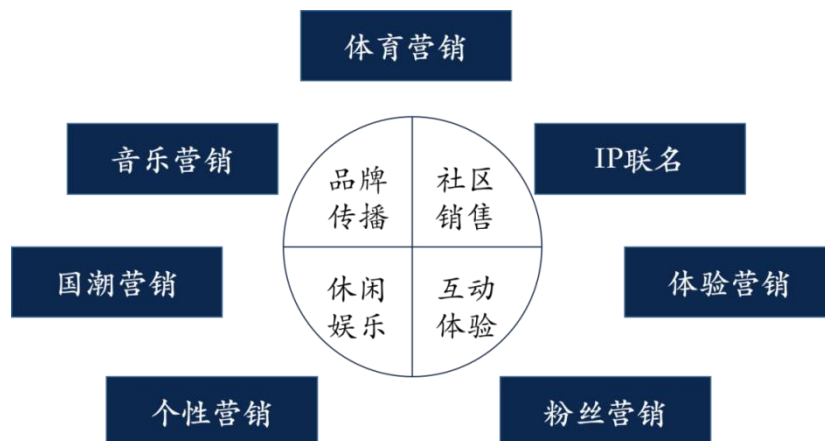 体育营销
音乐营销
IP联名
品牌
传播
社区
销售
国潮营销
休闲
娱乐
互动
体验
体验营销
个性营销
粉丝营销